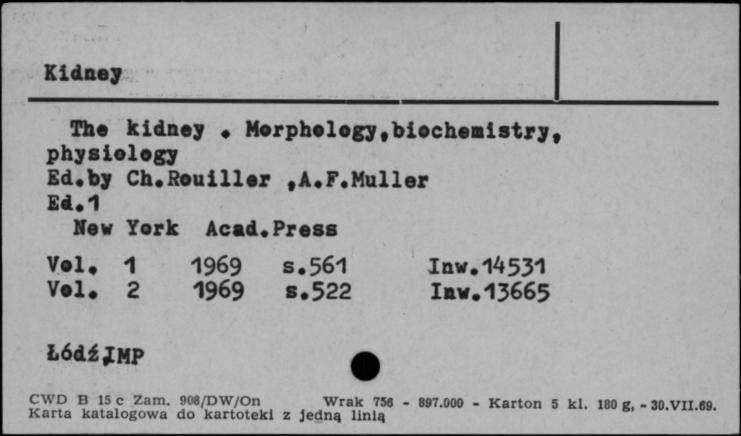 Kidney
The kidney . Morphology,biochemistry,
physiology
Ed.by Ch.Rouiller ,A.F.Muller
Ed.1
New York Acad.Press
Vol. 1 1969 s.561 Inw.14531
Vol. 2 1969 s.522 Inw.13665
Łódź,IMP
CWD B 15 c Zam. 908/DW/On Wrak 756 - 897.000 - Karton 5 kl. 180 g, - 30.VII.69.
Karta katalogowa do kartoteki z jedną linią